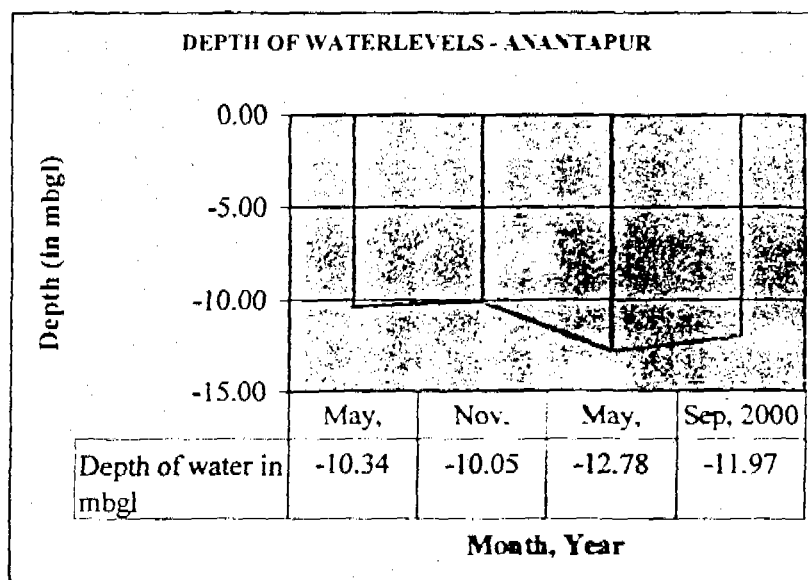 DEPTH OF WATERLEVELS - ANANTAPUR
0.00
-5.00
-10.00
-15.00
Depth (in mbgl)
May, Nov. May, Sep, 2000
Depth of water in mbgl -10.34 -10.05 -12.78 -11.97
Month, Year